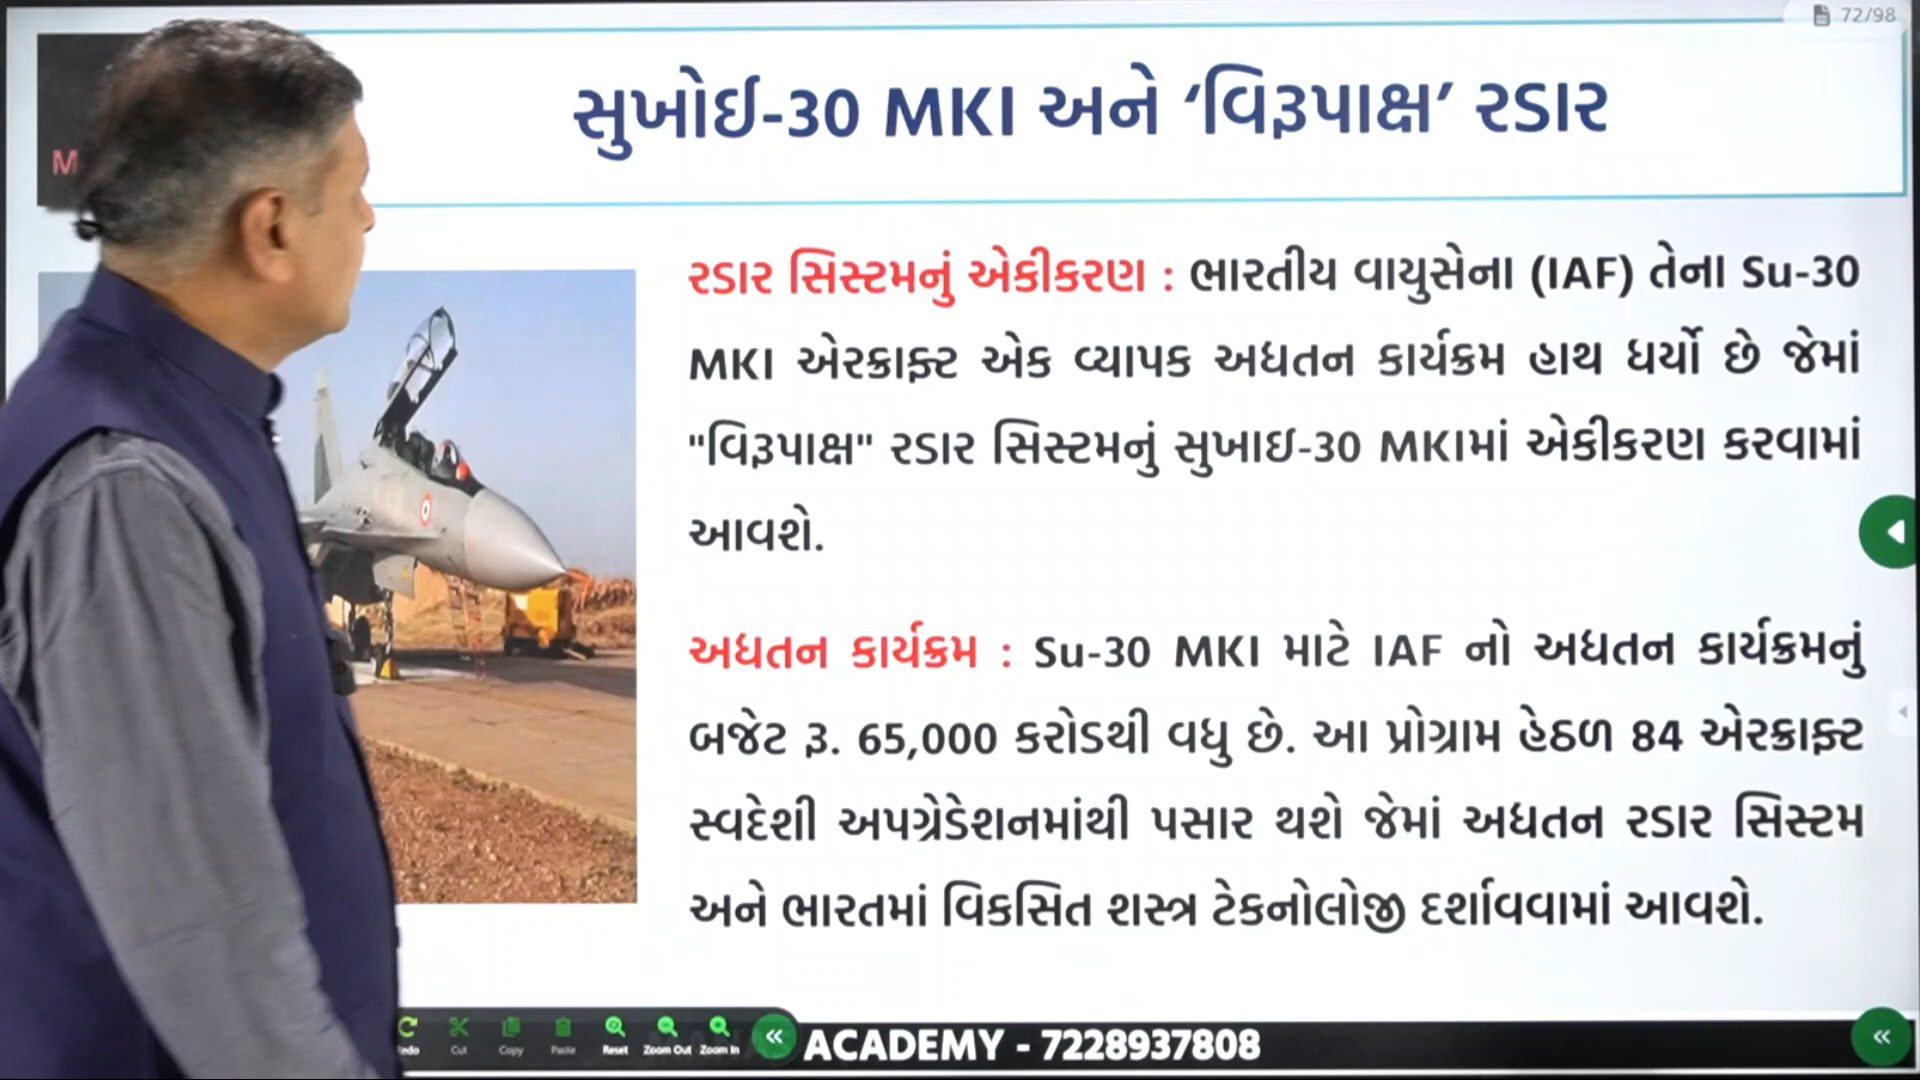 72/98
M
સુખોઈ-30 MKI અને ‘વિરૂપાક્ષ’ રડાર
રડાર સિસ્ટમનું એકીકરણ : ભારતીય વાયુસેના (IAF) તેના Su-30
MKI એરક્રાફ્ટ એક વ્યાપક અધતન કાર્યક્રમ હાથ ધર્યો છે જેમાં
"વિરૂપાક્ષ" રડાર સિસ્ટમનું સુખાઇ-30 MKIમાં એકીકરણ કરવામાં
આવશે.
અધતન કાર્યક્રમ : Su-30 MKI માટે IAF નો અધતન કાર્યક્રમનું
બજેટ રૂ. 65,000 કરોડથી વધુ છે. આ પ્રોગ્રામ હેઠળ 84 એરક્રાફ્ટ
સ્વદેશી અપગ્રેડેશનમાંથી પસાર થશે જેમાં અધતન રડાર સિસ્ટમ
અને ભારતમાં વિકસિત શસ્ત્ર ટેકનોલોજી દર્શાવવામાં આવશે.
edo Cut Copy Paste Reset Zoom Out Zoom In
ACADEMY - 7228937808